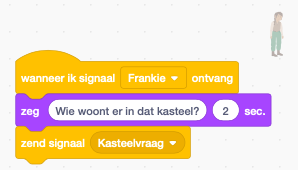 wanneer ik signaal Frankie ontvang
zeg Wie woont er in dat kasteel? 2 sec.
zend signaal Kasteelvraag